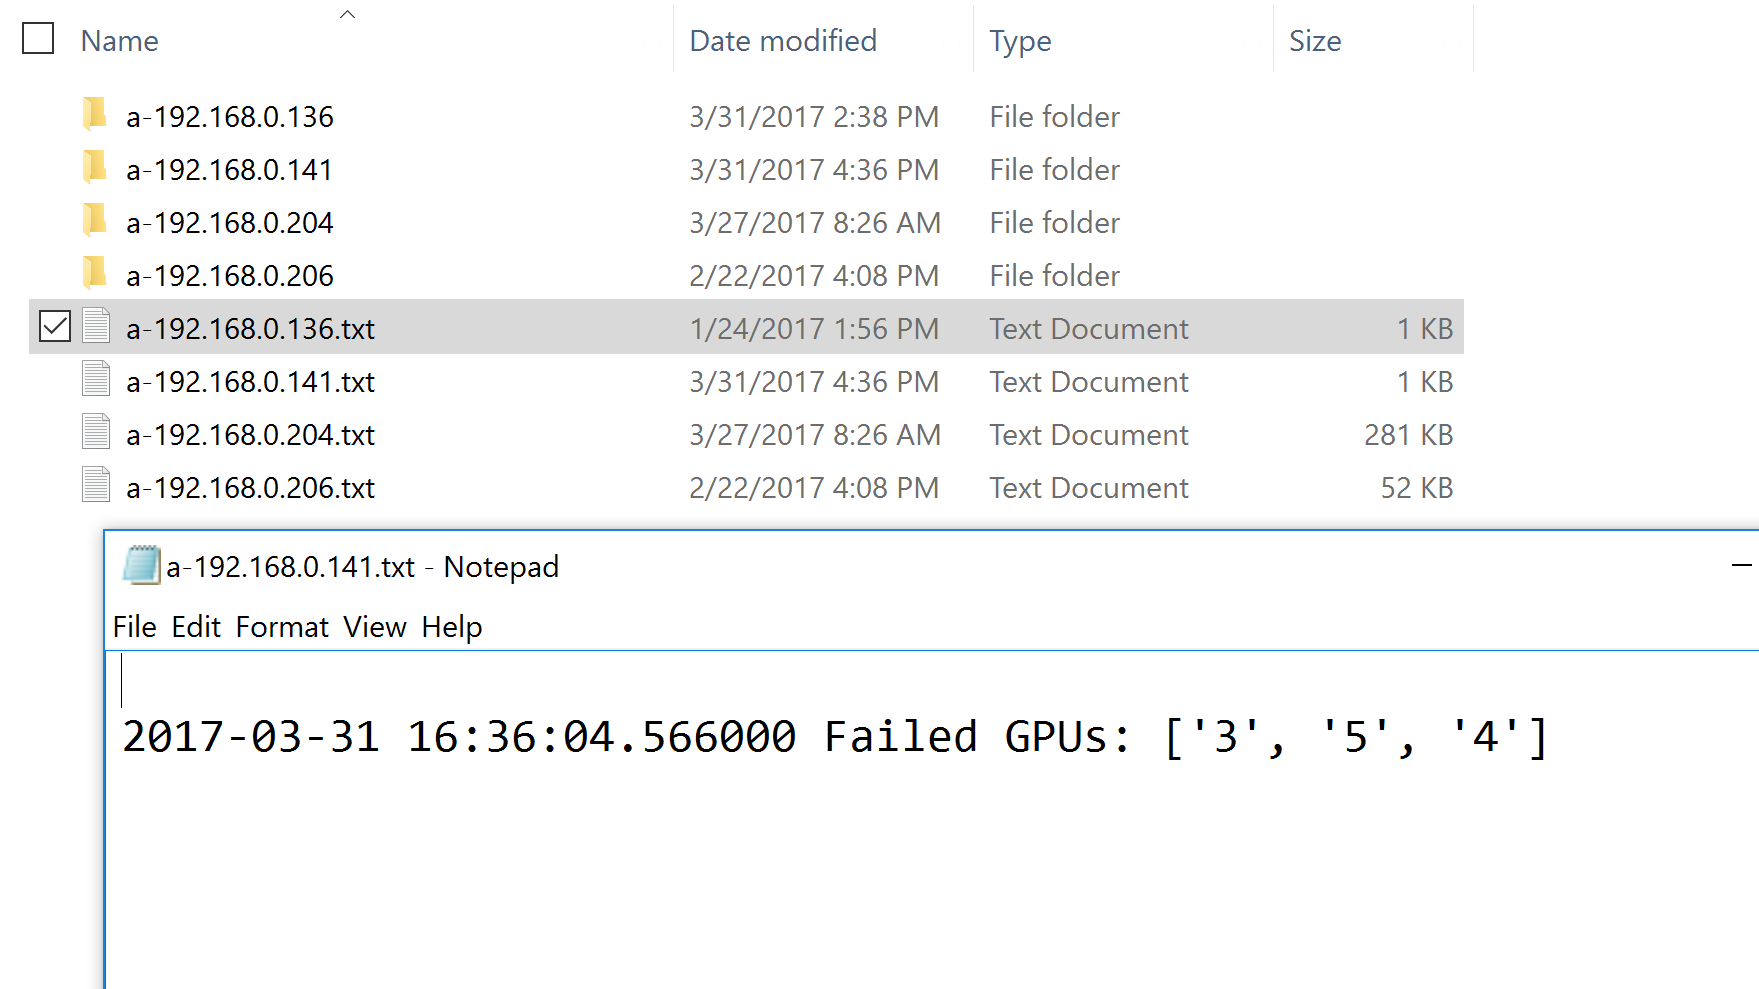 Name Date modified Type Size
a-192.168.0.136 3/31/2017 2:38 PM File folder
a-192.168.0.141 3/31/2017 4:36 PM File folder
a-192.168.0.204 3/27/2017 8:26 AM File folder
a-192.168.0.206 2/22/2017 4:08 PM File folder
a-192.168.0.136.txt 1/24/2017 1:56 PM Text Document 1 KB
a-192.168.0.141.txt 3/31/2017 4:36 PM Text Document 1 KB
a-192.168.0.204.txt 3/27/2017 8:26 AM Text Document 281 KB
a-192.168.0.206.txt 2/22/2017 4:08 PM Text Document 52 KB
a-192.168.0.141.txt - Notepad
File Edit Format View Help
2017-03-31 16:36:04.566000 Failed GPUs: ['3', '5', '4']